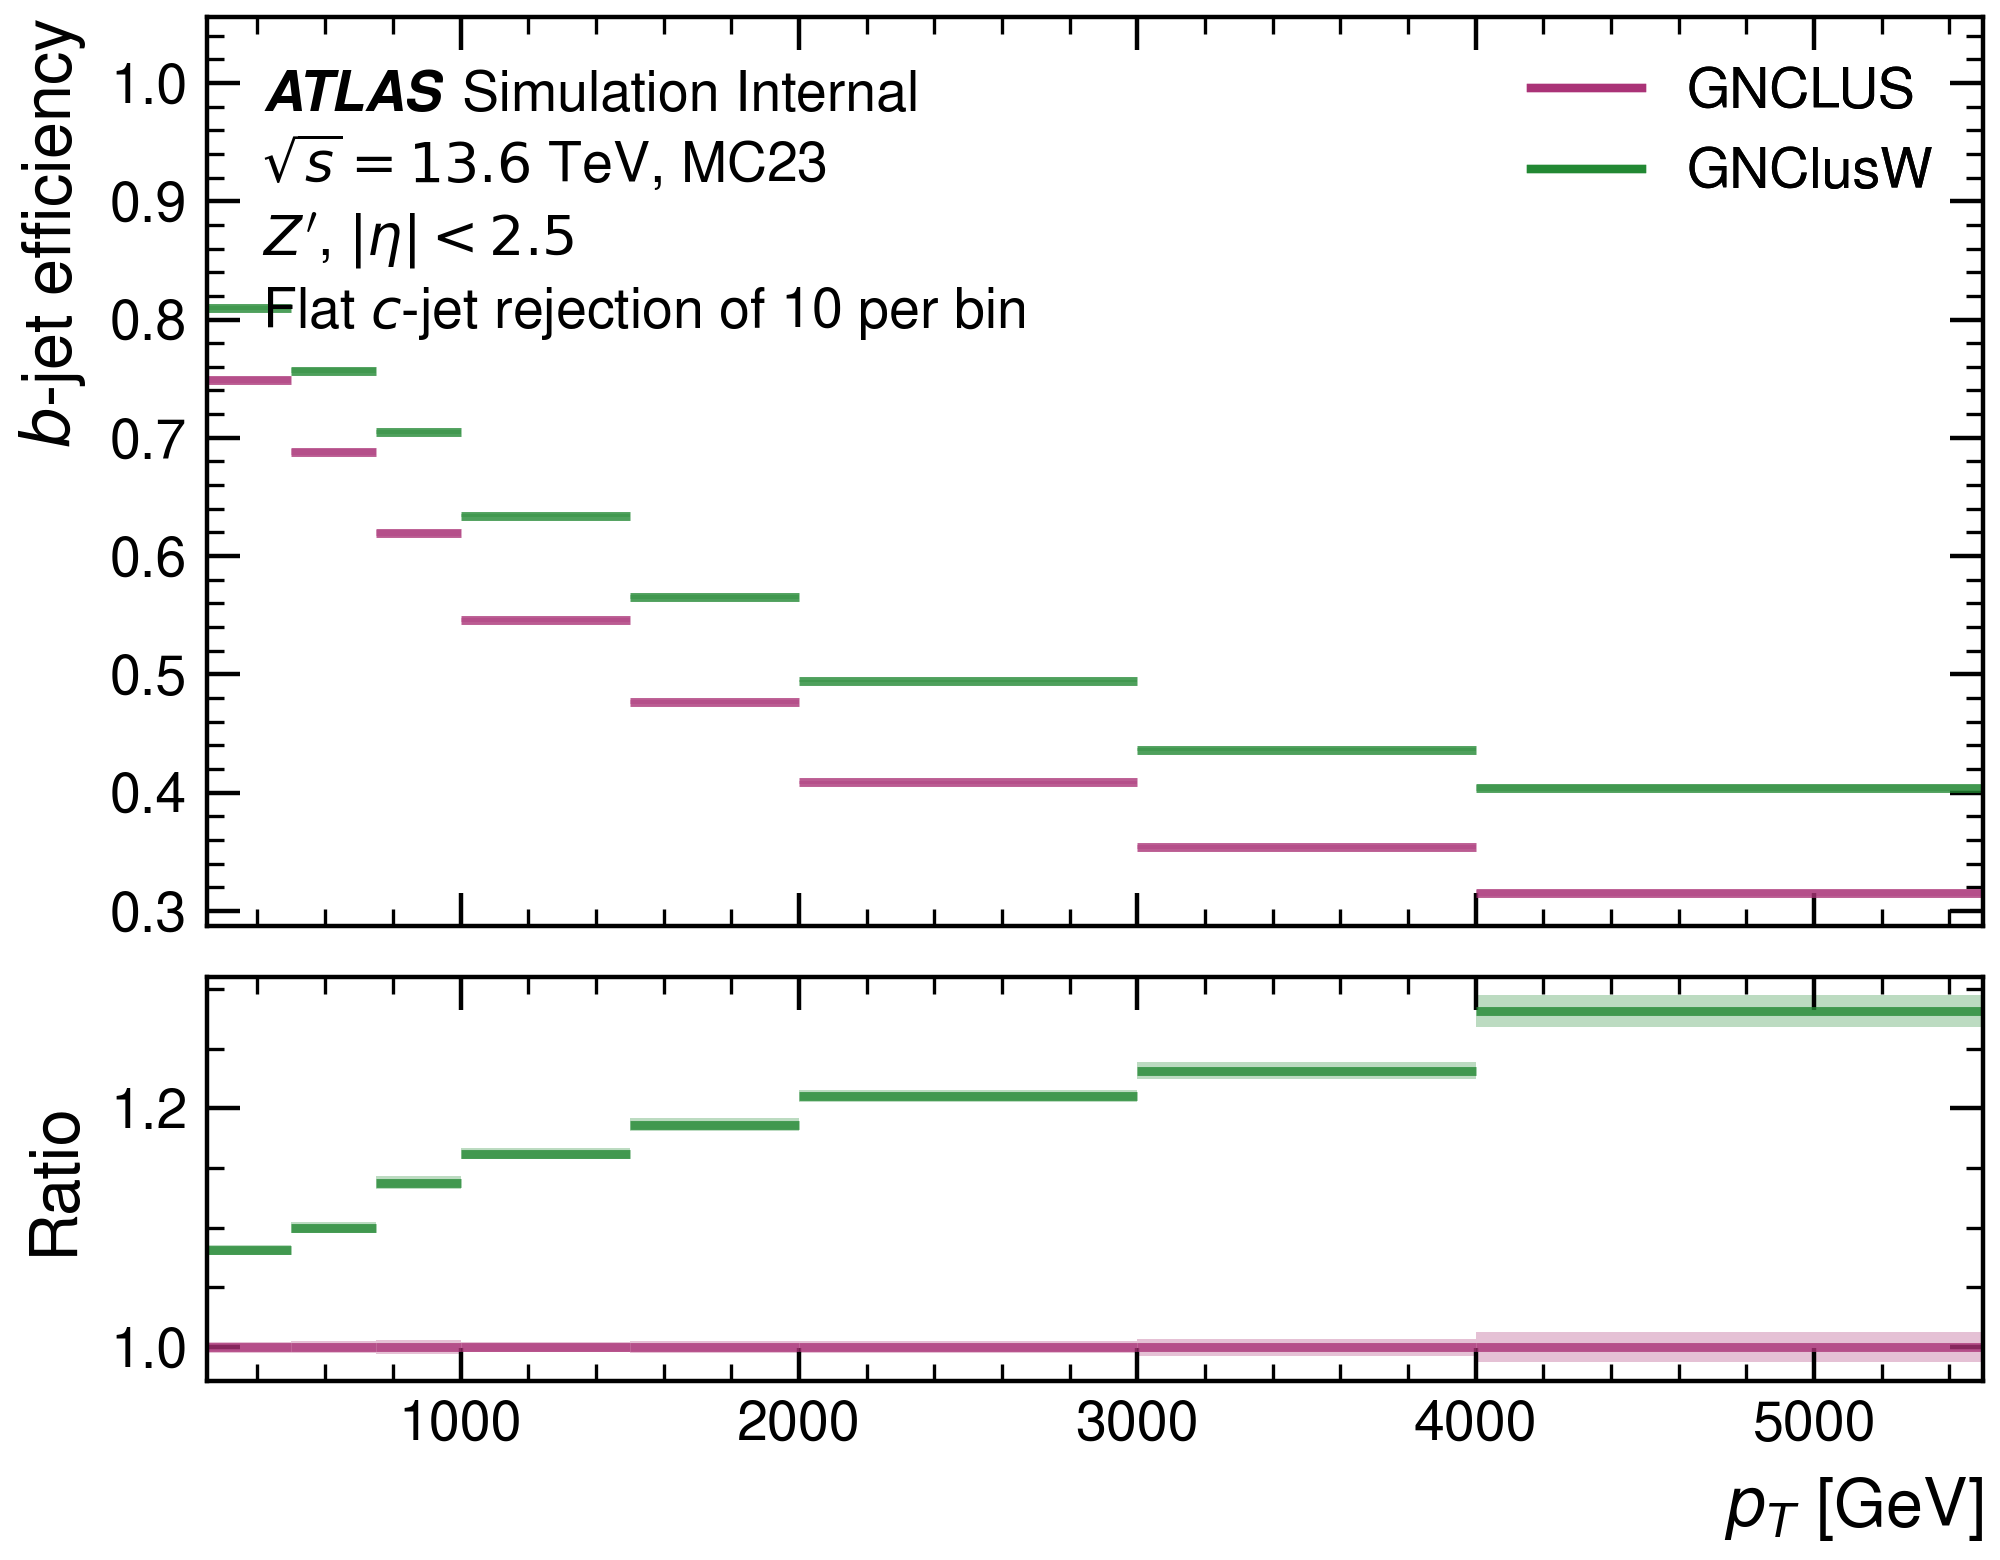 b-jet efficiency
1.0
0.9
0.8
0.7
0.6
0.5
0.4
0.3
ATLAS Simulation Internal
√s = 13.6 TeV, MC23
Z′, |η| < 2.5
Flat c-jet rejection of 10 per bin
GNCLUS
GNClusW
Ratio
1.2
1.0
1000 2000 3000 4000 5000
p_T [GeV]